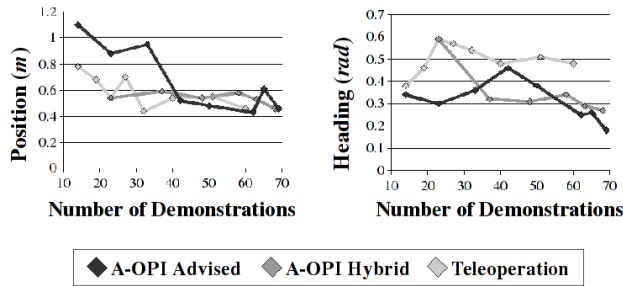 1.2
1
0.8
0.6
0.4
0.2
0
Position (m)
10 20 30 40 50 60 70
Number of Demonstrations
0.7
0.6
0.5
0.4
0.3
0.2
0.1
0
Heading (rad)
10 20 30 40 50 60 70
Number of Demonstrations
A-OPI Advised A-OPI Hybrid Teleoperation